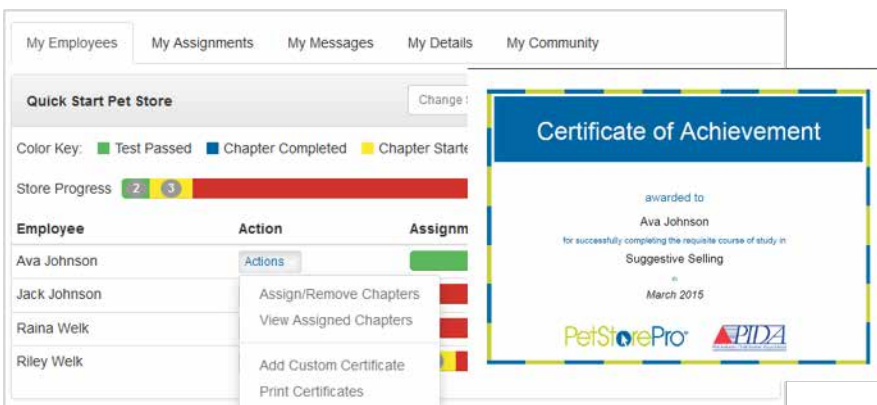 My Employees My Assignments My Messages My Details My Community
Quick Start Pet Store Change
Color Key: Test Passed Chapter Completed Chapter Starte
Store Progress 2 3
Employee Action Assignm
Ava Johnson Actions
Jack Johnson
Assign/Remove Chapters
Raina Welk
View Assigned Chapters
Riley Welk
Add Custom Certificate
Print Certificates
Certificate of Achievement
awarded to
Ava Johnson
for successfully completing the requisite course of study in
Suggestive Selling
March 2015
PetStorePro PIDA